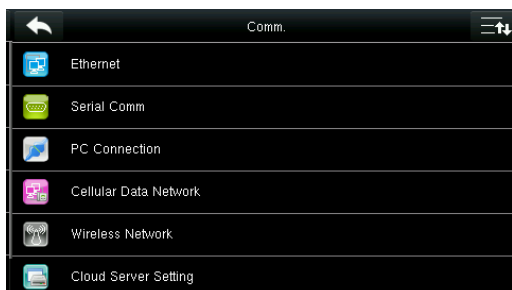 Comm.
Ethernet
Serial Comm
PC Connection
Cellular Data Network
Wireless Network
Cloud Server Setting